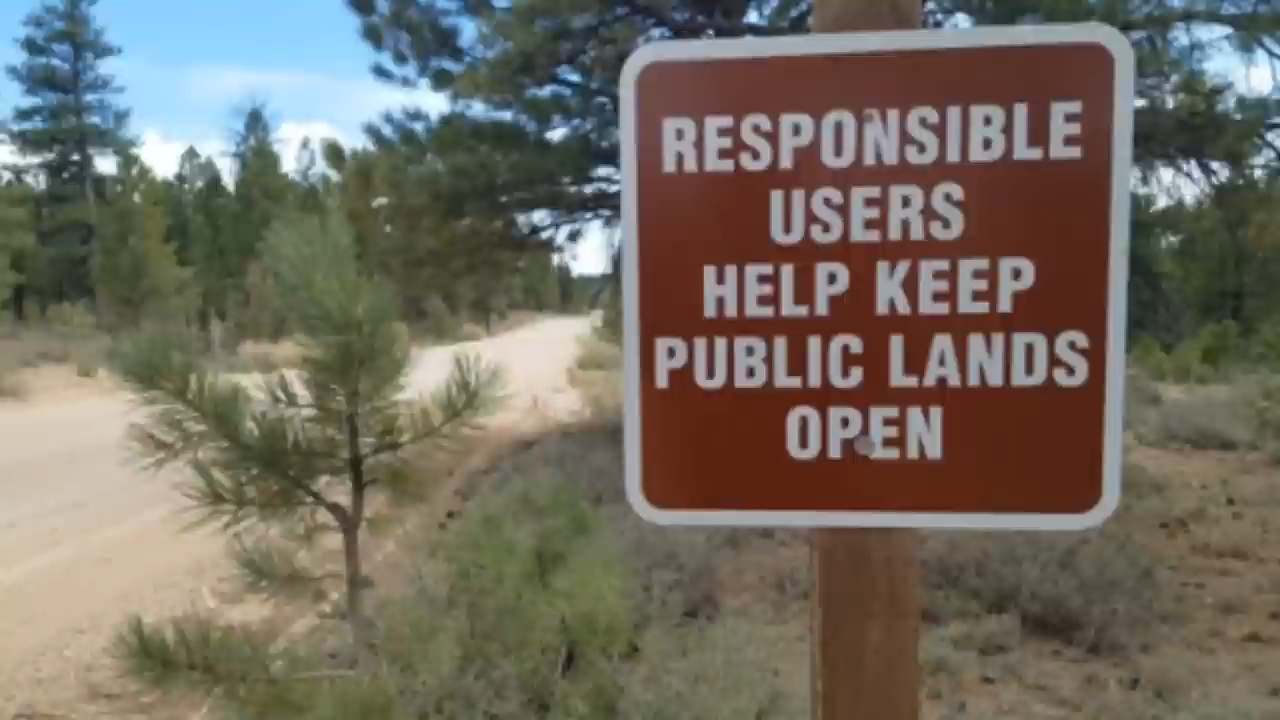 RESPONSIBLE
USERS
HELP KEEP
PUBLIC LANDS
OPEN